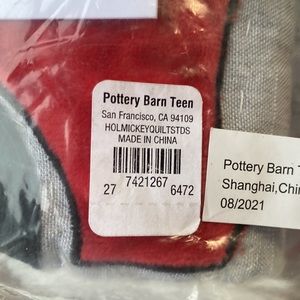 Pottery Barn Teen
San Francisco, CA 94109
HOLMICKEYQUILTSTDS
MADE IN CHINA
7421267
27 6472
Pottery Barn T
Shanghai,Chin
08/2021